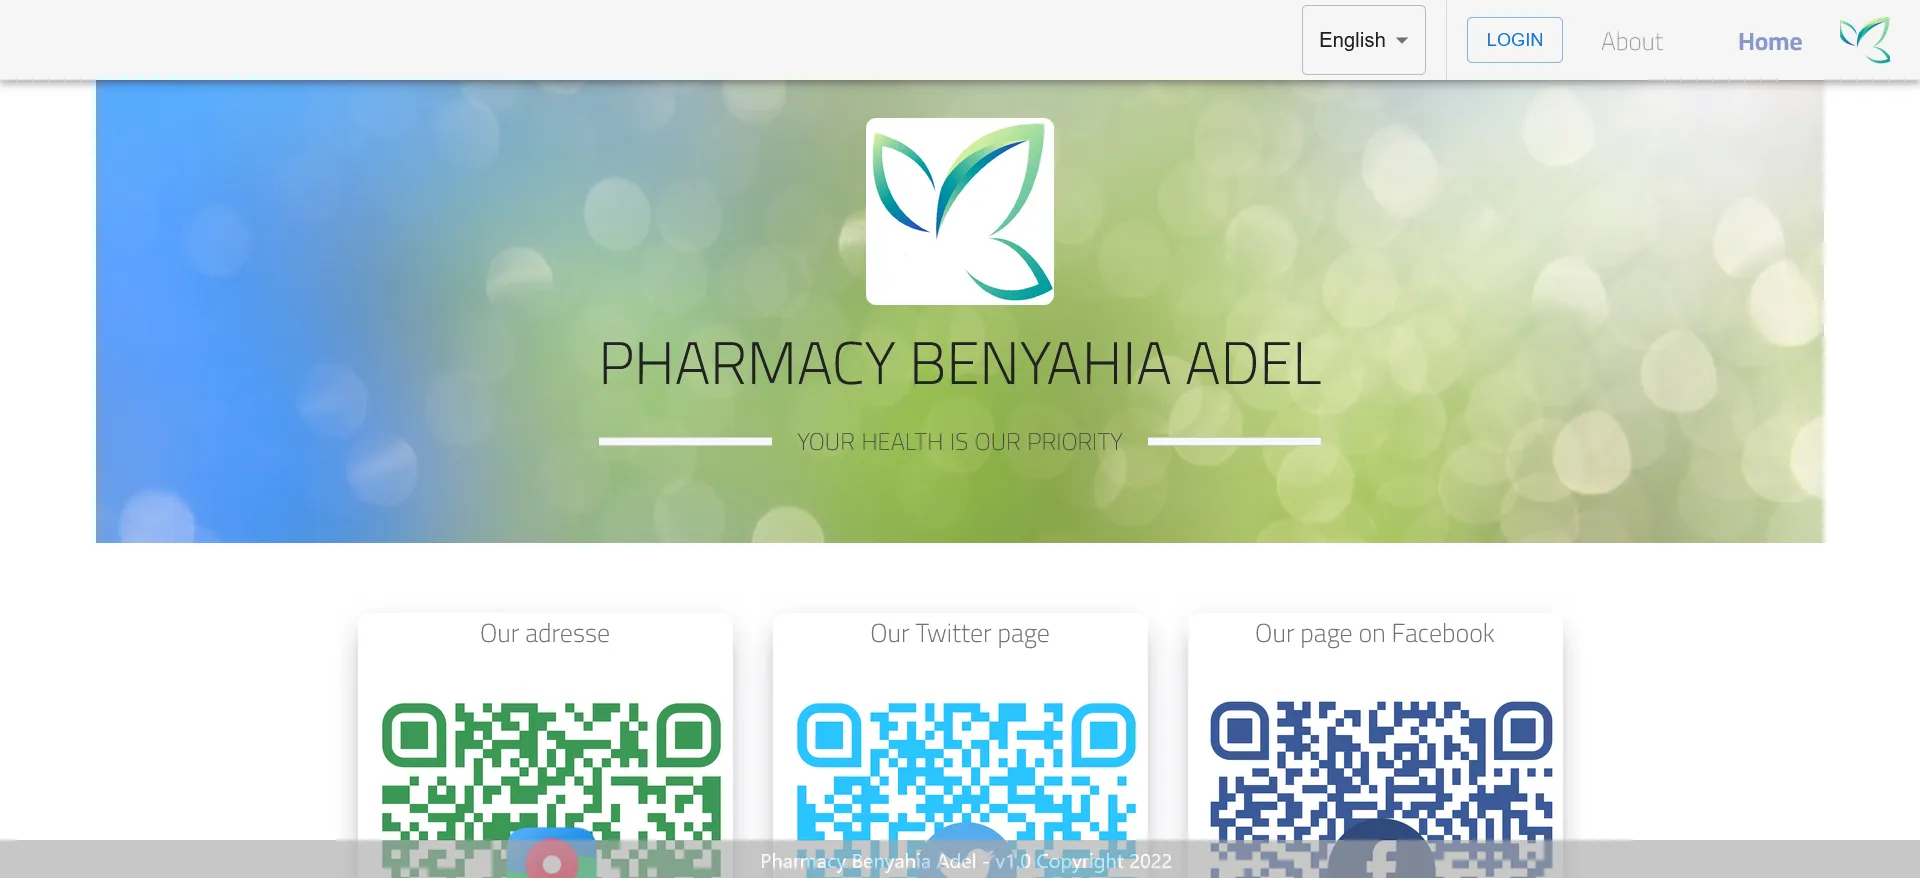 English
LOGIN
About
Home
PHARMACY BENYAHIA ADEL
YOUR HEALTH IS OUR PRIORITY
Our adresse
Our Twitter page
Our page on Facebook
Pharmacy Benyahia Adel - v1.0 Copyright 2022